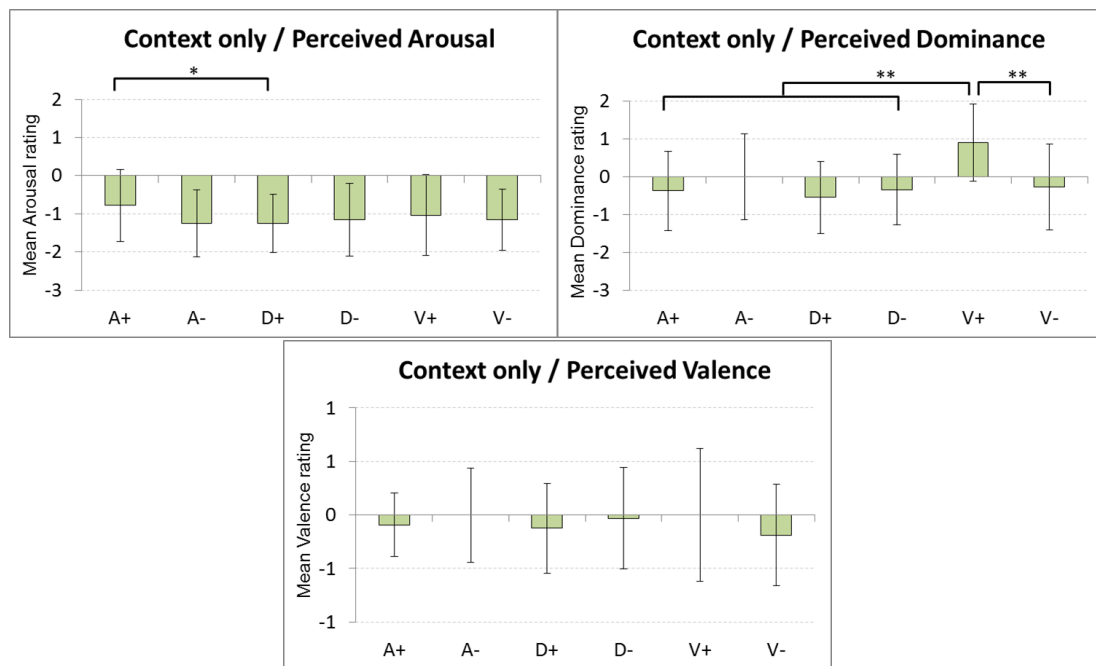 Context only / Perceived Arousal
*
Mean Arousal rating
2
1
0
-1
-2
-3
A+ A- D+ D- V+ V-
Context only / Perceived Dominance
** **
Mean Dominance rating
2
1
0
-1
-2
-3
A+ A- D+ D- V+ V-
Context only / Perceived Valence
Mean Valence rating
1
1
0
-1
-1
A+ A- D+ D- V+ V-